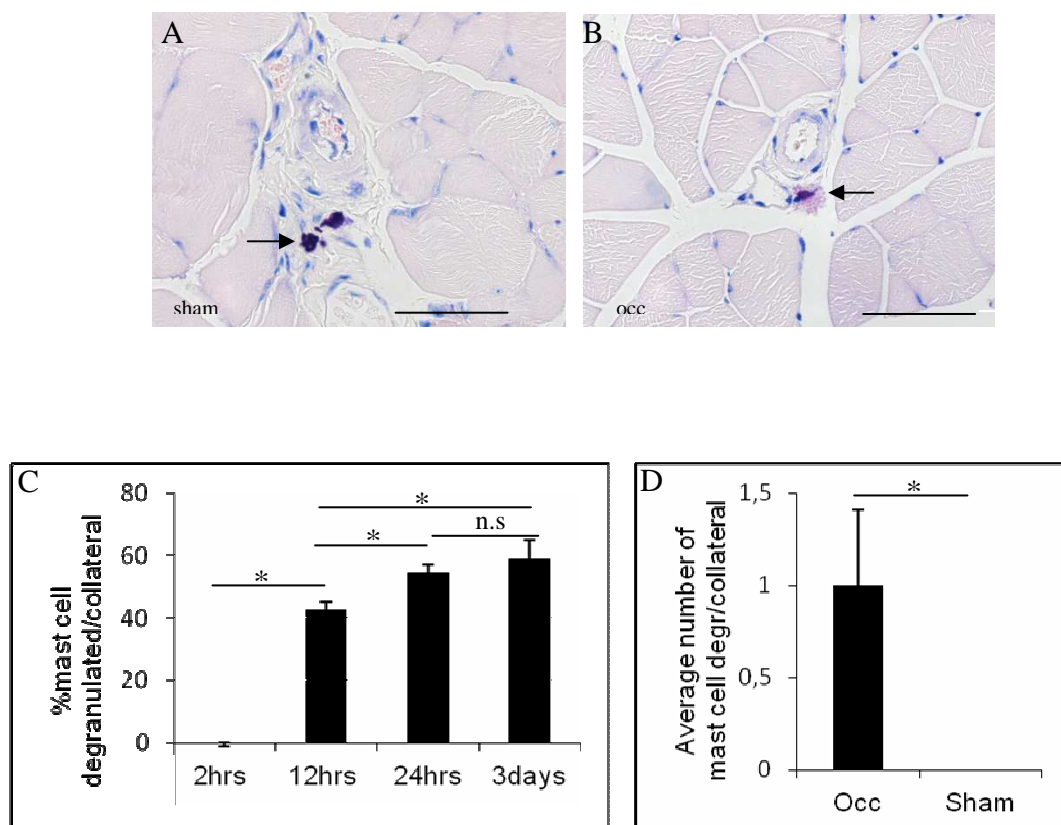 A
B
sham
occ
C
%mast cell
degranulated/collateral
80
60
40
20
0
*
*
*
n.s
2hrs 12hrs 24hrs 3days
D
Average number of
mast cell degr/collateral
1,5
1
0,5
0
*
Occ Sham